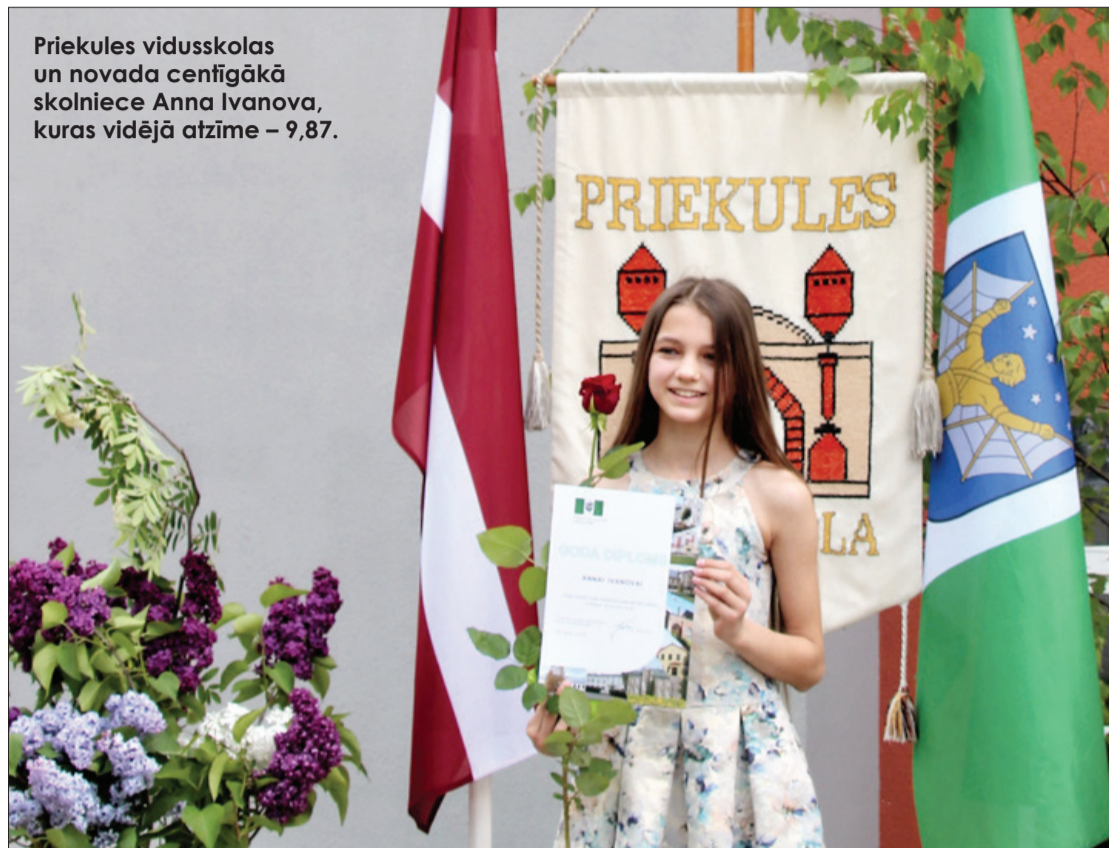 Priekules vidusskolas
un novada centīgākā
skolniece Anna Ivanova,
kuras vidējā atzīme – 9,87.
PRIEKULES
LA
GODA DIPLOMS
ANNAI IVANOVAI